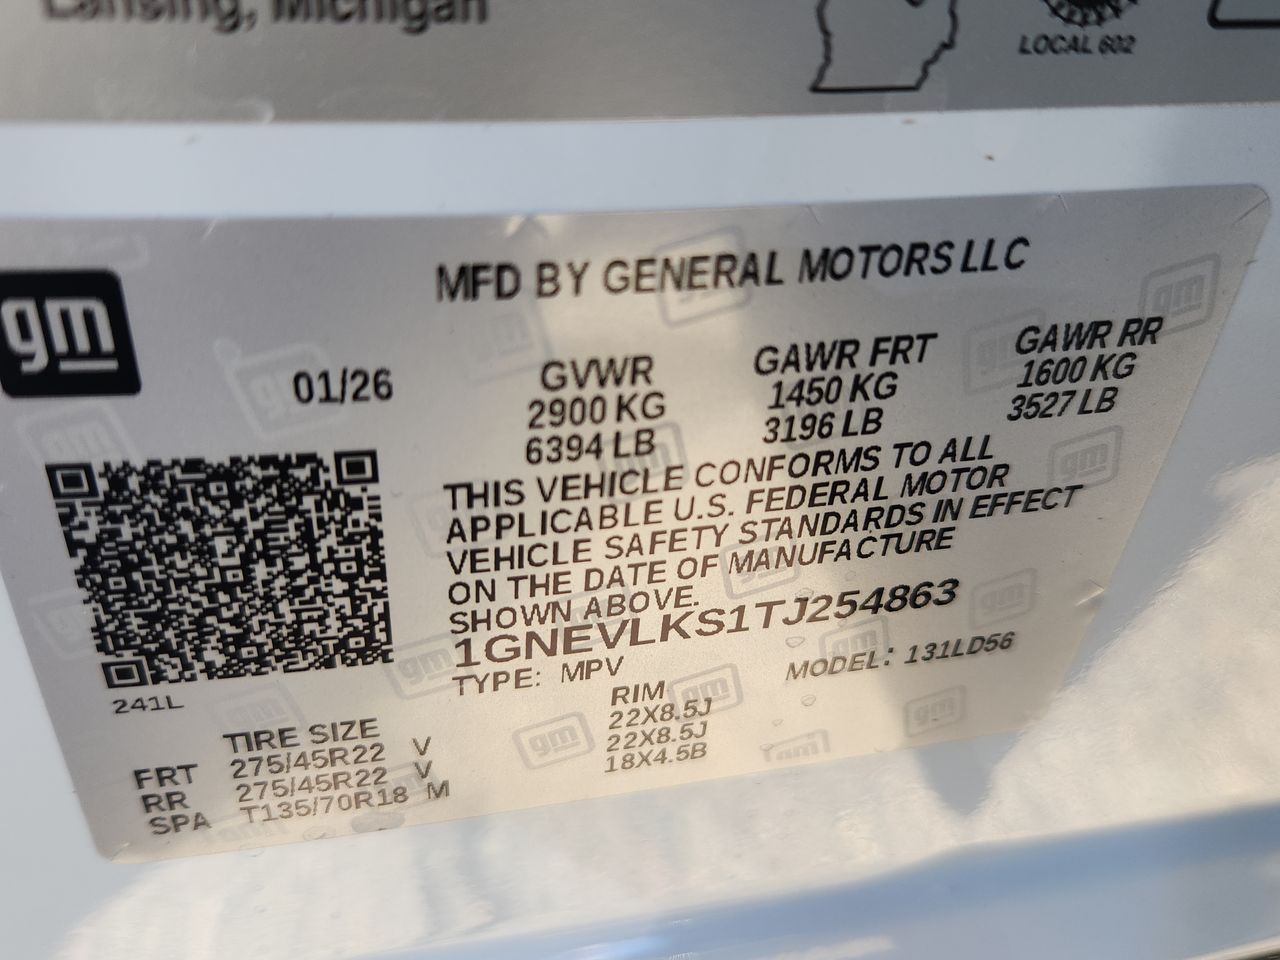 Lansing, Michigan
LOCAL 602
gm
MFD BY GENERAL MOTORS LLC
01/26
GVWR
2900 KG
6394 LB
GAWR FRT
1450 KG
3196 LB
GAWR RR
1600 KG
3527 LB
THIS VEHICLE CONFORMS TO ALL
APPLICABLE U.S. FEDERAL MOTOR
VEHICLE SAFETY STANDARDS IN EFFECT
ON THE DATE OF MANUFACTURE
SHOWN ABOVE.
1GNEVLKS1TJ254863
TYPE: MPV
MODEL: 131LD56
241L
TIRE SIZE
RIM
FRT 275/45R22 V 22X8.5J
RR 275/45R22 V 22X8.5J
SPA T135/70R18 M 18X4.5B